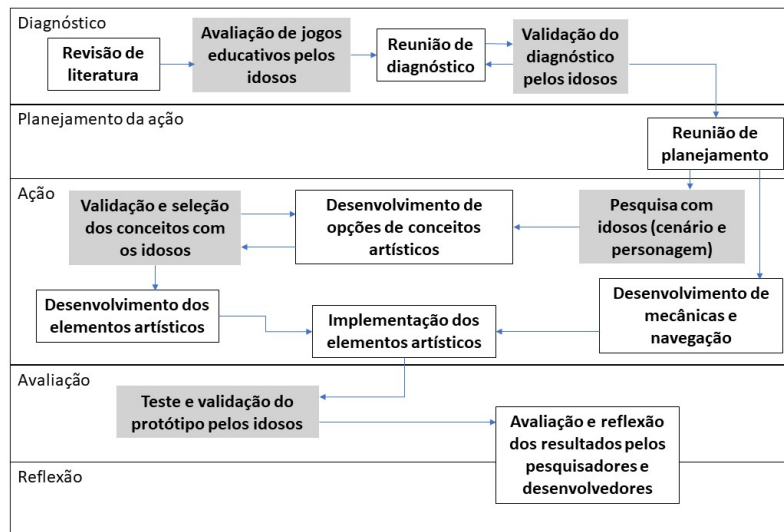 Diagnóstico
Revisão de
literatura
Avaliação de jogos
educativos pelos
idosos
Reunião de
diagnóstico
Validação do
diagnóstico
pelos idosos
Planejamento da ação
Reunião de
planejamento
Ação
Validação e seleção
dos conceitos com
os idosos
Desenvolvimento de
opções de conceitos
artísticos
Pesquisa com
idosos (cenário e
personagem)
Desenvolvimento dos
elementos artísticos
Implementação dos
elementos artísticos
Desenvolvimento de
mecânicas e
navegação
Avaliação
Teste e validação do
protótipo pelos idosos
Avaliação e reflexão
dos resultados pelos
pesquisadores e
desenvolvedores
Reflexão